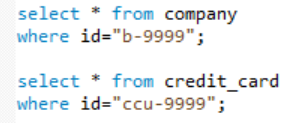 select * from company
where id="b-9999";
select * from credit_card
where id="ccu-9999";